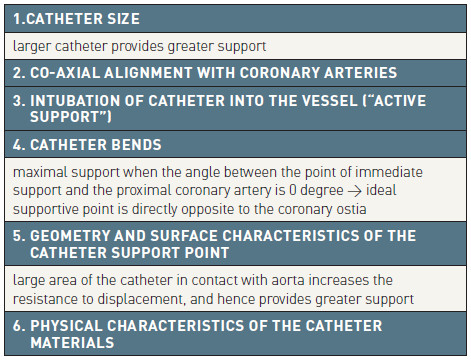 1.CATHETER SIZE
larger catheter provides greater support
2. CO-AXIAL ALIGNMENT WITH CORONARY ARTERIES
3. INTUBATION OF CATHETER INTO THE VESSEL (“ACTIVE
SUPPORT”)
4. CATHETER BENDS
maximal support when the angle between the point of immediate
support and the proximal coronary artery is 0 degree → ideal
supportive point is directly opposite to the coronary ostia
5. GEOMETRY AND SURFACE CHARACTERISTICS OF THE
CATHETER SUPPORT POINT
large area of the catheter in contact with aorta increases the
resistance to displacement, and hence provides greater support
6. PHYSICAL CHARACTERISTICS OF THE CATHETER
MATERIALS